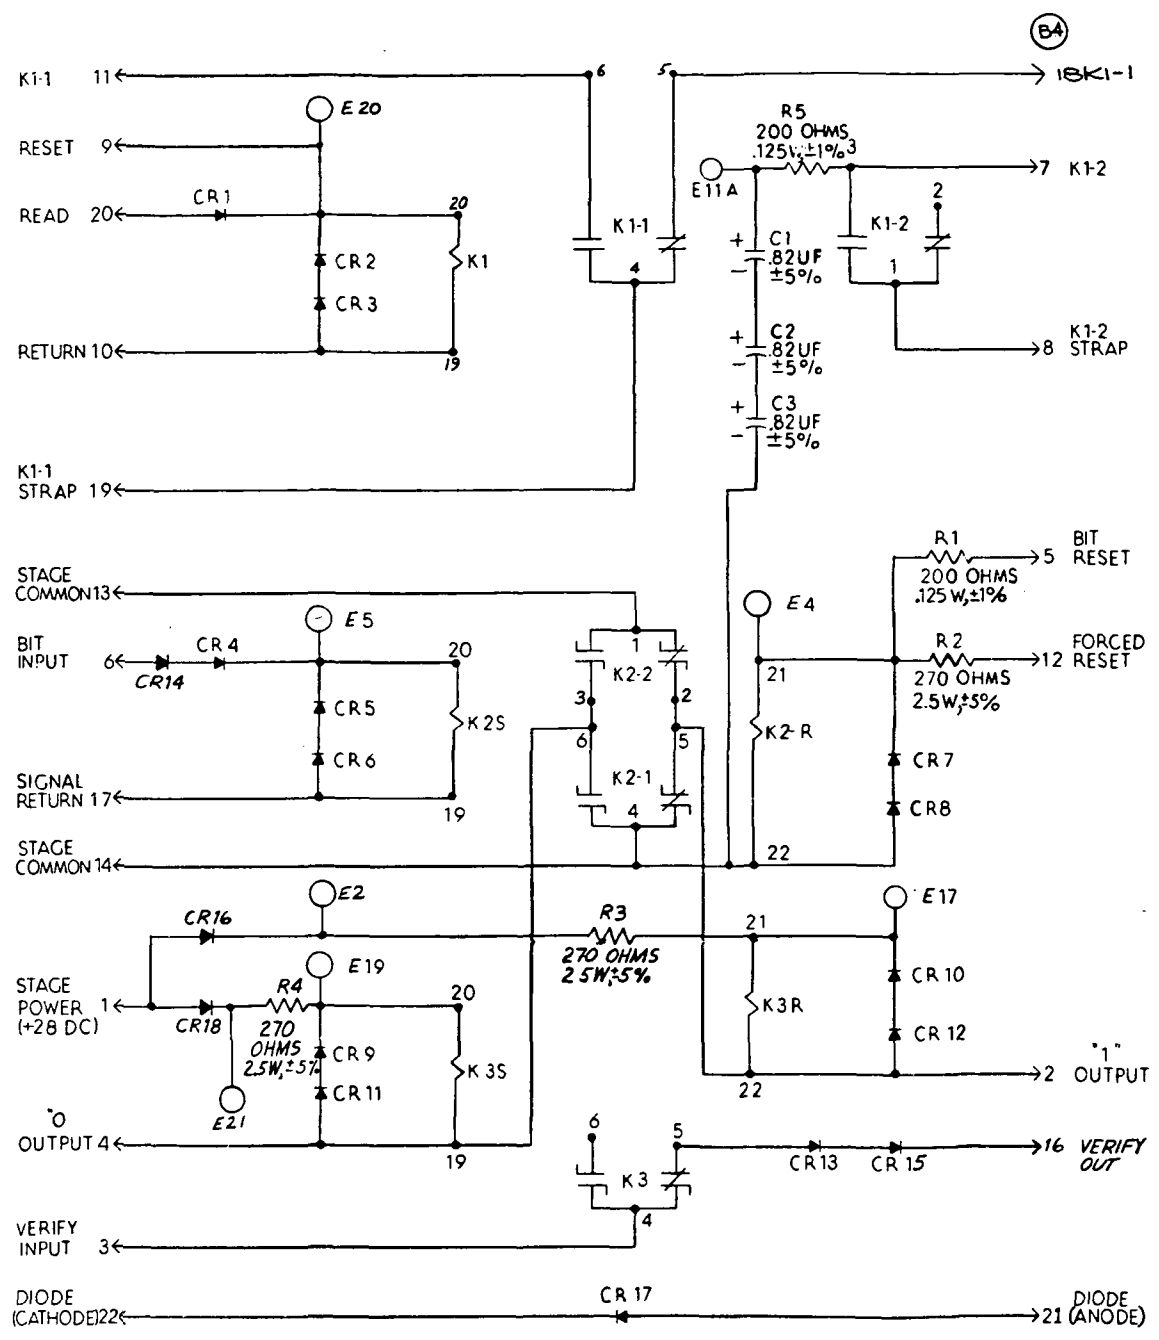 B4
K1-1 11
6
5
18K1-1
E20
R5
200 OHMS
.125W,±1%
3
RESET 9
E11A
7 K1-2
CR1
READ 20
20
2
K1-1
K1-2
CR2
K1
+ C1
.82UF
- ±5%
4
1
CR3
RETURN 10
19
+ C2
.82UF
- ±5%
8 K1-2
STRAP
+ C3
.82UF
- ±5%
K1-1
STRAP 19
R1
200 OHMS
.125W,±1%
5 BIT
RESET
STAGE
COMMON 13
E5
E4
1
BIT
INPUT 6
CR14
CR4
20
K2-2
21
R2
270 OHMS
2.5W,±5%
12 FORCED
RESET
CR5
K2S
3
2
6
5
K2-R
CR6
K2-1
CR7
SIGNAL
RETURN 17
19
4
CR8
STAGE
COMMON 14
22
E2
E17
CR16
R3
270 OHMS
2.5W,±5%
21
E19
CR10
STAGE
POWER 1
(+28 DC)
CR18
R4
270
OHMS
2.5W,±5%
20
K3R
CR9
K3S
CR12
CR11
E21
22
2 "1"
OUTPUT
"0
OUTPUT 4
19
6
5
CR13
CR15
16 VERIFY
OUT
K3
4
VERIFY
INPUT 3
DIODE
(CATHODE)22
CR17
21 DIODE
(ANODE)